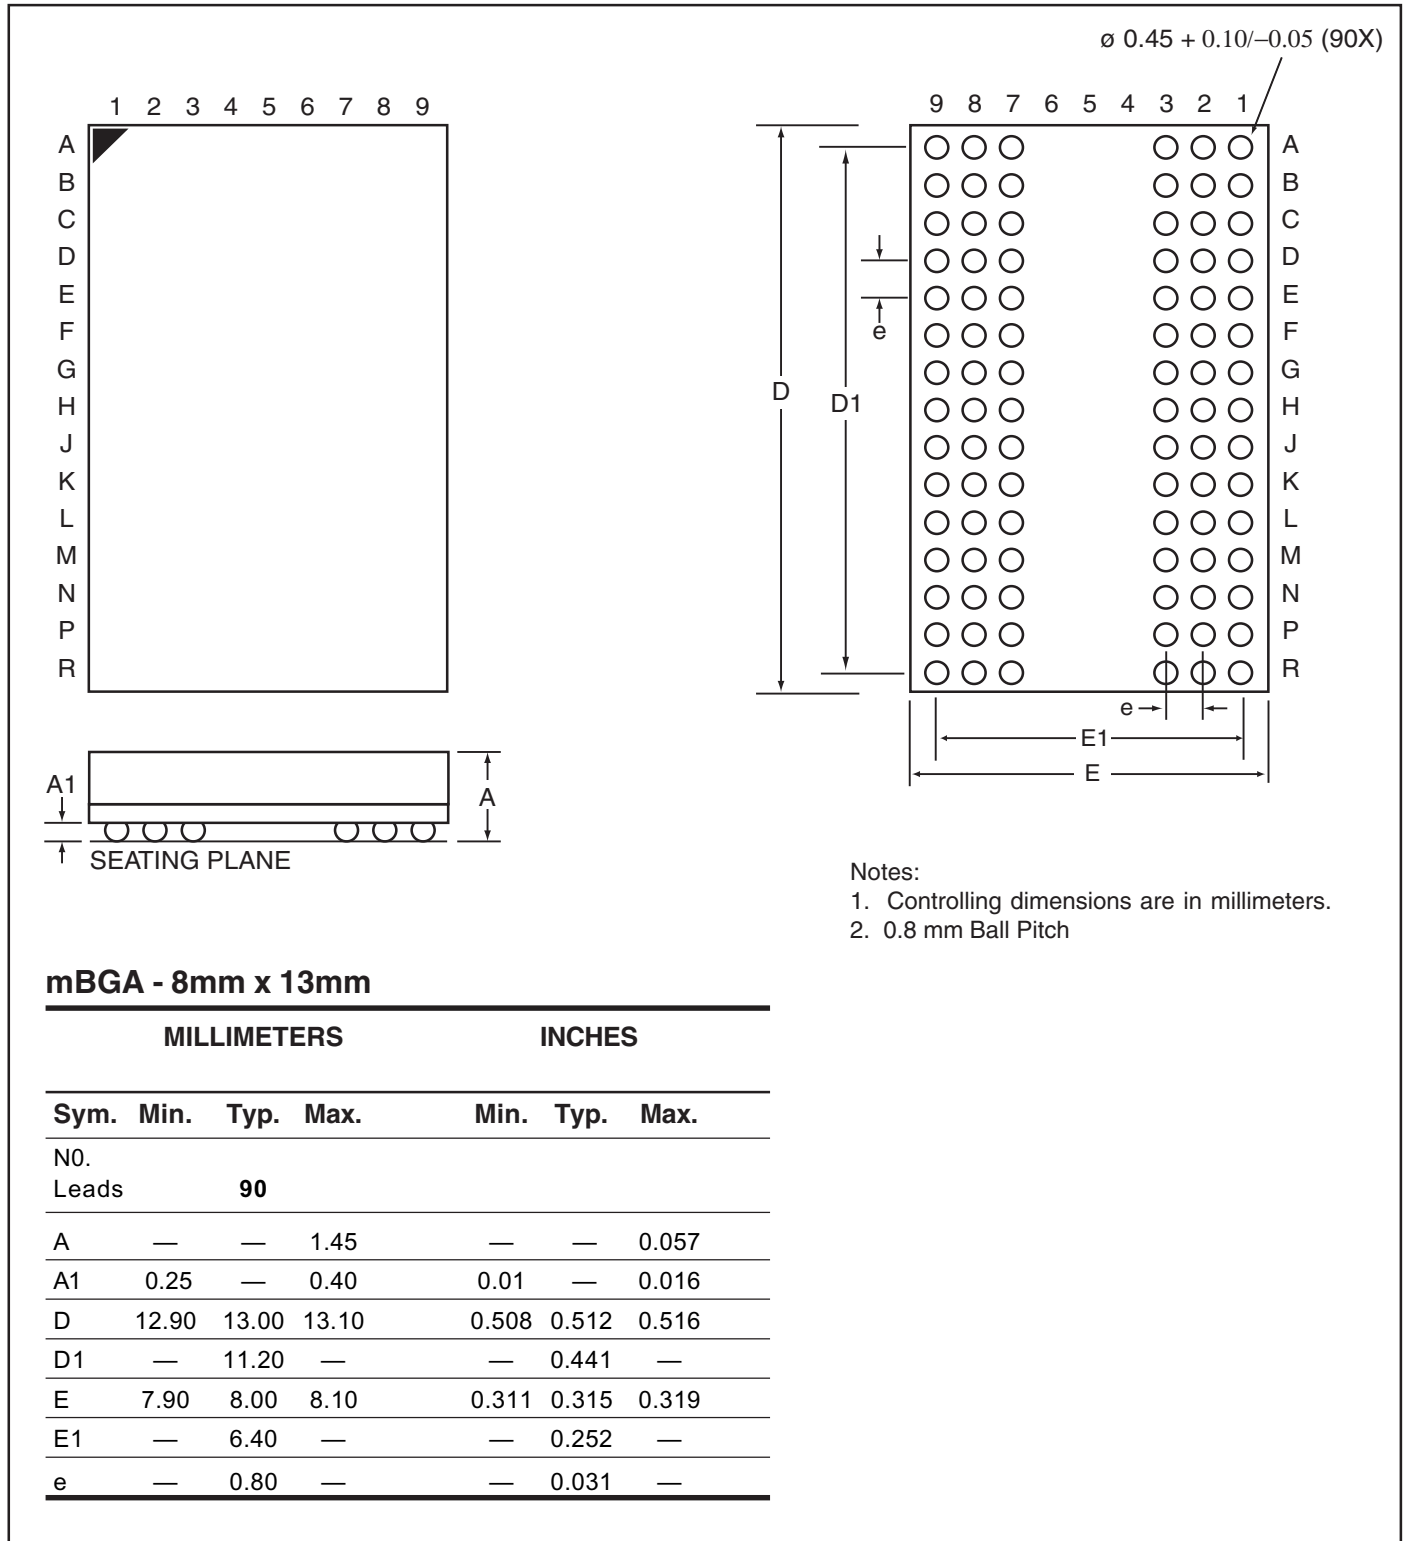 ø 0.45 + 0.10/–0.05 (90X)
1 2 3 4 5 6 7 8 9
A
B
C
D
E
F
G
H
J
K
L
M
N
P
R
9 8 7 6 5 4 3 2 1
A
B
C
D
E
F
G
H
J
K
L
M
N
P
R
e
D
D1
e
E1
E
A1
A
SEATING PLANE
Notes:
1. Controlling dimensions are in millimeters.
2. 0.8 mm Ball Pitch
mBGA - 8mm x 13mm
MILLIMETERS INCHES
Sym. Min. Typ. Max. Min. Typ. Max.
N0.
Leads 90
A — — 1.45 — — 0.057
A1 0.25 — 0.40 0.01 — 0.016
D 12.90 13.00 13.10 0.508 0.512 0.516
D1 — 11.20 — — 0.441 —
E 7.90 8.00 8.10 0.311 0.315 0.319
E1 — 6.40 — — 0.252 —
e — 0.80 — — 0.031 —